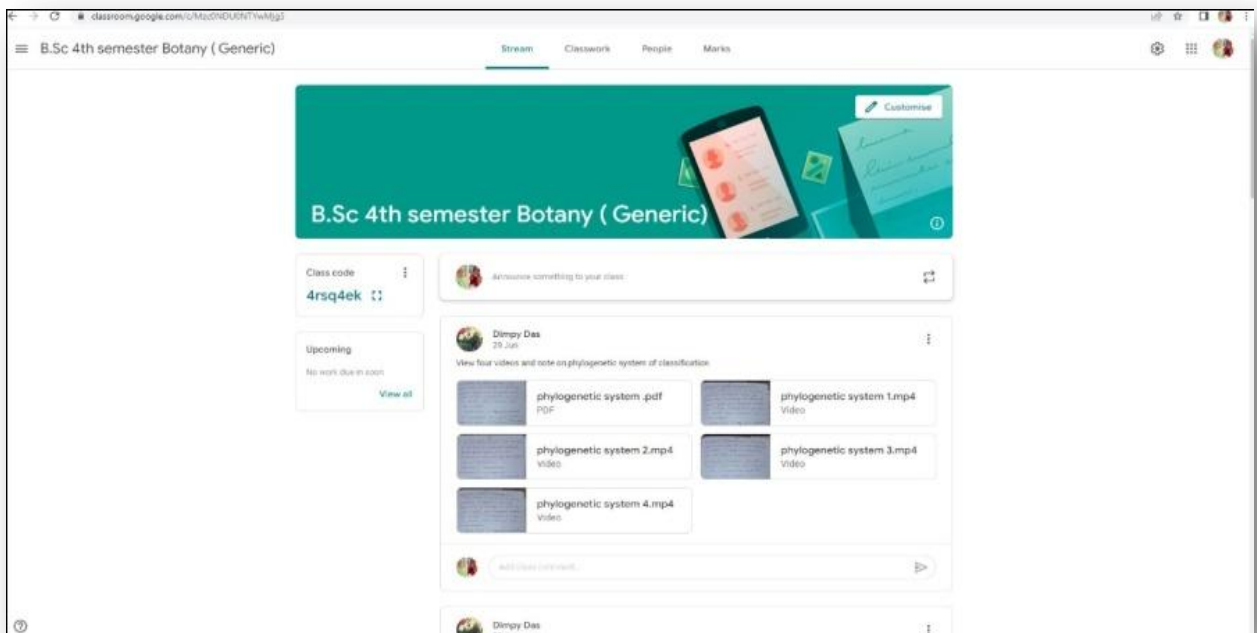 B.Sc 4th semester Botany ( Generic)
Stream Classwork People Marks
Customise
B.Sc 4th semester Botany ( Generic)
Class code
4rsq4ek
Announce something to your class
Upcoming
No work due in soon
View all
Dimpy Das
29 Jun
View four videos and note on phylogenetic system of classification
phylogenetic system .pdf
PDF
phylogenetic system 1.mp4
Video
phylogenetic system 2.mp4
Video
phylogenetic system 3.mp4
Video
phylogenetic system 4.mp4
Video
Add class comment...
Dimpy Das